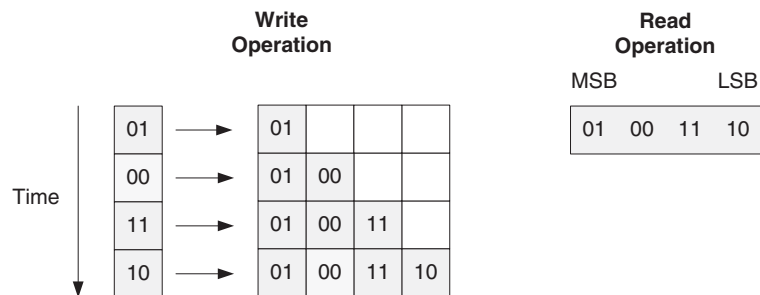 Write
Operation
Read
Operation
MSB LSB
01 00 11 10
Time
01 01
00 01 00
11 01 00 11
10 01 00 11 10